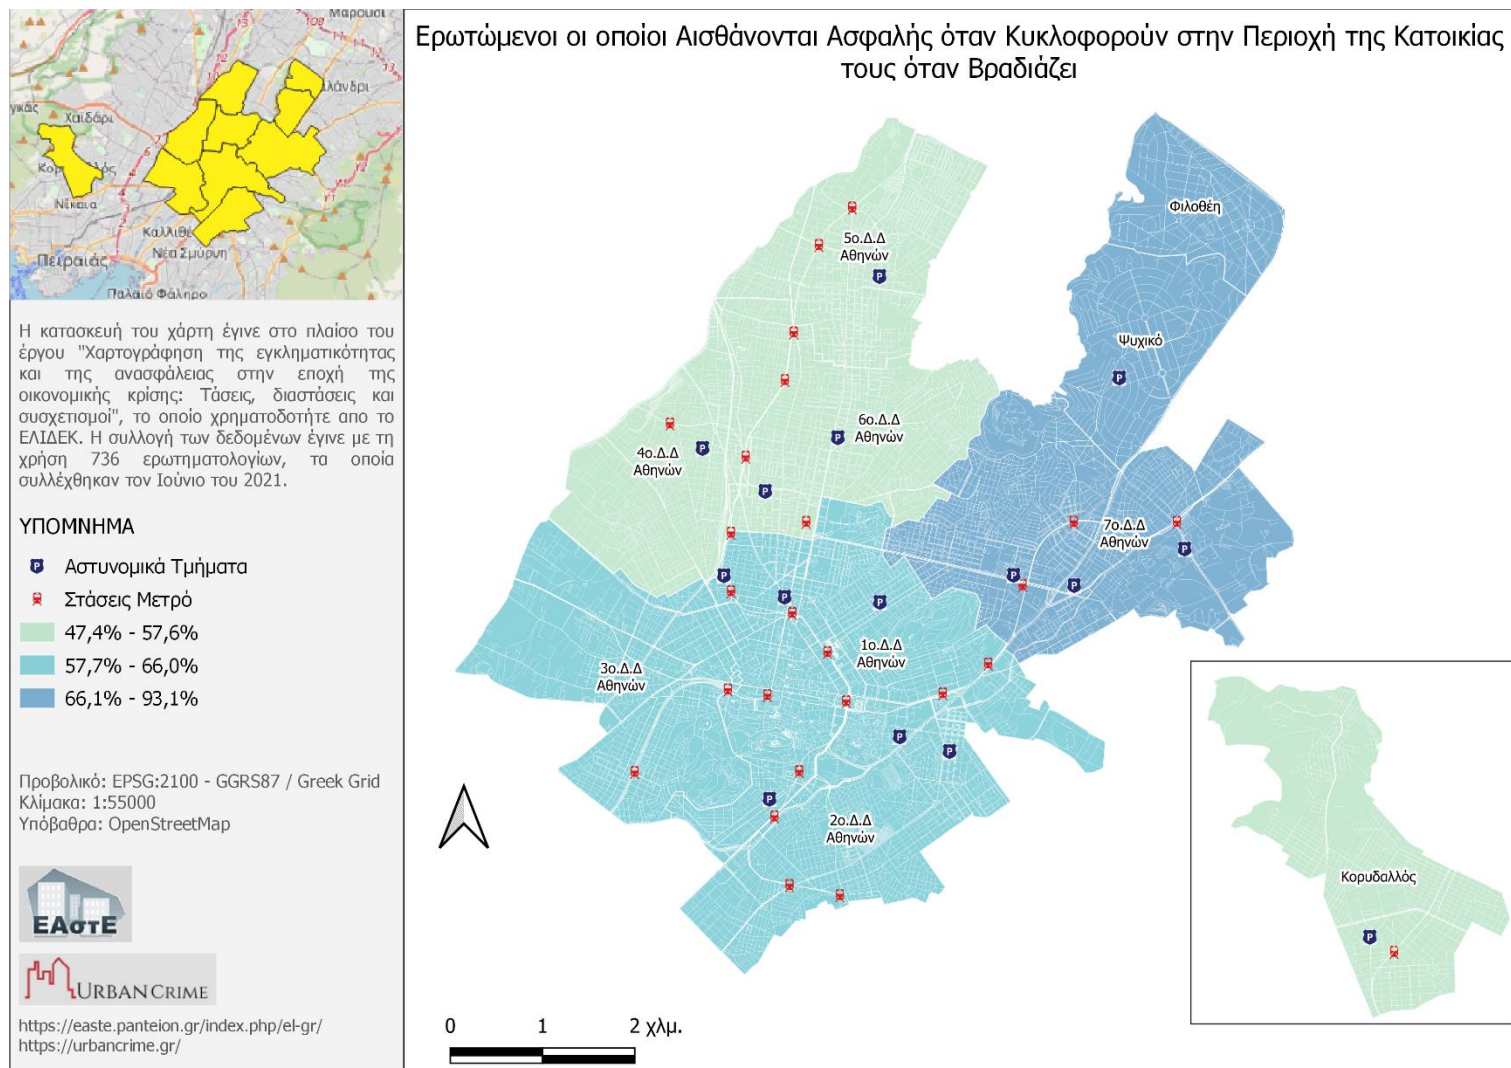 Ερωτώμενοι οι οποίοι Αισθάνονται Ασφαλής όταν Κυκλοφορούν στην Περιοχή της Κατοικίας
τους όταν Βραδιάζει
Μαρούσι
Χαϊδάρι
Νίκαια
Νέα Σμύρνη
Πειραιάς
Παλαιό Φάληρο
Η κατασκευή του χάρτη έγινε στο πλαίσο του
έργου "Χαρτογράφηση της εγκληματικότητας
και της ανασφάλειας στην εποχή της
οικονομικής κρίσης: Τάσεις, διαστάσεις και
συσχετισμοί", το οποίο χρηματοδοτήτε απο το
ΕΛΙΔΕΚ. Η συλλογή των δεδομένων έγινε με τη
χρήση 736 ερωτηματολογίων, τα οποία
συλλέχθηκαν τον Ιούνιο του 2021.
ΥΠΟΜΝΗΜΑ
P Αστυνομικά Τμήματα
Στάσεις Μετρό
47,4% - 57,6%
57,7% - 66,0%
66,1% - 93,1%
Προβολικό: EPSG:2100 - GGRS87 / Greek Grid
Κλίμακα: 1:55000
Υπόβαθρο: OpenStreetMap
ΕΑστΕ
URBAN CRIME
https://easte.panteion.gr/index.php/el-gr/
https://urbancrime.gr/
Φιλοθέη
5ο.Δ.Δ
Αθηνών
Ψυχικό
6ο.Δ.Δ
Αθηνών
4ο.Δ.Δ
Αθηνών
7ο.Δ.Δ
Αθηνών
1ο.Δ.Δ
Αθηνών
3ο.Δ.Δ
Αθηνών
2ο.Δ.Δ
Αθηνών
Κορυδαλλός
0 1 2 χλμ.